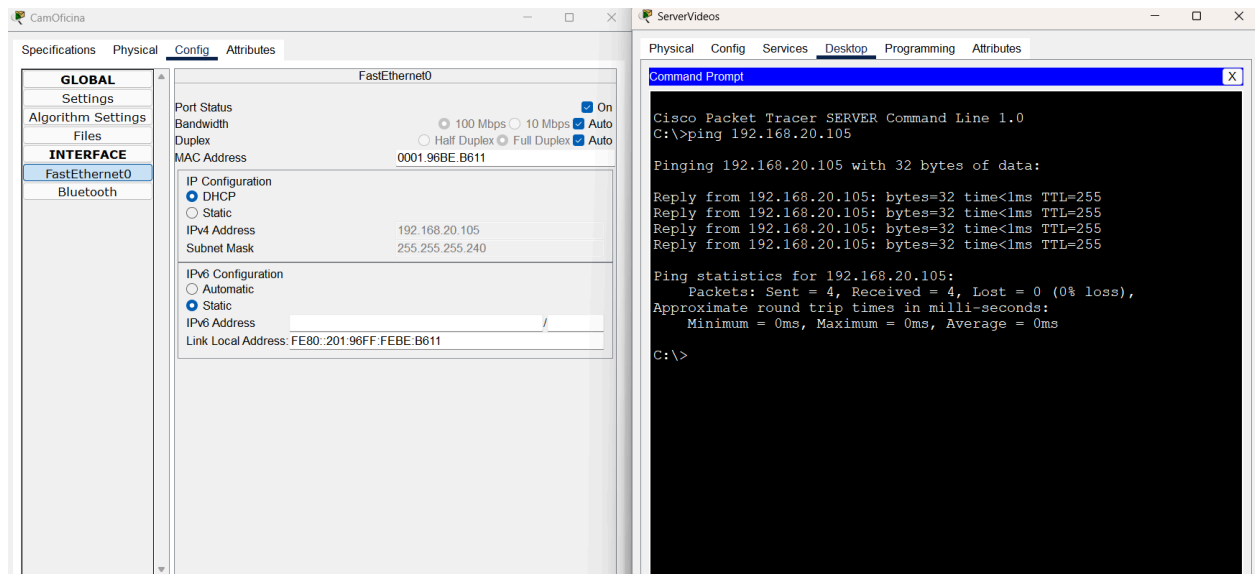 CamOficina
Specifications Physical Config Attributes
GLOBAL
Settings
Algorithm Settings
Files
INTERFACE
FastEthernet0
Bluetooth
FastEthernet0
Port Status On
Bandwidth 100 Mbps 10 Mbps Auto
Duplex Half Duplex Full Duplex Auto
MAC Address 0001.96BE.B611
IP Configuration
DHCP
Static
IPv4 Address 192.168.20.105
Subnet Mask 255.255.255.240
IPv6 Configuration
Automatic
Static
IPv6 Address /
Link Local Address: FE80::201:96FF:FEBE:B611
ServerVideos
Physical Config Services Desktop Programming Attributes
Command Prompt X
Cisco Packet Tracer SERVER Command Line 1.0
C:\>ping 192.168.20.105
Pinging 192.168.20.105 with 32 bytes of data:
Reply from 192.168.20.105: bytes=32 time<1ms TTL=255
Reply from 192.168.20.105: bytes=32 time<1ms TTL=255
Reply from 192.168.20.105: bytes=32 time<1ms TTL=255
Reply from 192.168.20.105: bytes=32 time<1ms TTL=255
Ping statistics for 192.168.20.105:
Packets: Sent = 4, Received = 4, Lost = 0 (0% loss),
Approximate round trip times in milli-seconds:
Minimum = 0ms, Maximum = 0ms, Average = 0ms
C:\>